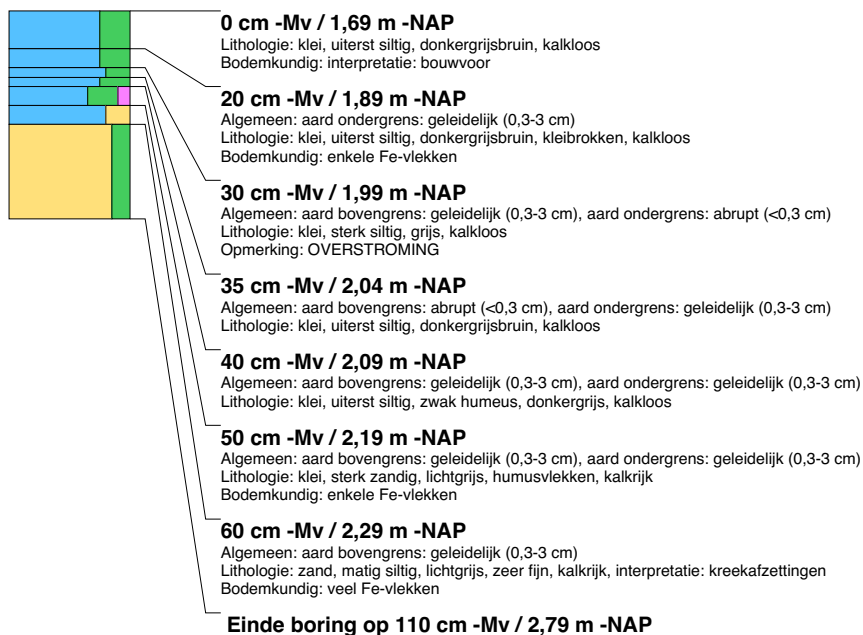 0 cm -Mv / 1,69 m -NAP
Lithologie: klei, uiterst siltig, donkergrijsbruin, kalkloos
Bodemkundig: interpretatie: bouwvoor
20 cm -Mv / 1,89 m -NAP
Algemeen: aard ondergrens: geleidelijk (0,3-3 cm)
Lithologie: klei, uiterst siltig, donkergrijsbruin, kleibrokken, kalkloos
Bodemkundig: enkele Fe-vlekken
30 cm -Mv / 1,99 m -NAP
Algemeen: aard bovengrens: geleidelijk (0,3-3 cm), aard ondergrens: abrupt (<0,3 cm)
Lithologie: klei, sterk siltig, grijs, kalkloos
Opmerking: OVERSTROMING
35 cm -Mv / 2,04 m -NAP
Algemeen: aard bovengrens: abrupt (<0,3 cm), aard ondergrens: geleidelijk (0,3-3 cm)
Lithologie: klei, uiterst siltig, donkergrijsbruin, kalkloos
40 cm -Mv / 2,09 m -NAP
Algemeen: aard bovengrens: geleidelijk (0,3-3 cm), aard ondergrens: geleidelijk (0,3-3 cm)
Lithologie: klei, uiterst siltig, zwak humeus, donkergrijs, kalkloos
50 cm -Mv / 2,19 m -NAP
Algemeen: aard bovengrens: geleidelijk (0,3-3 cm), aard ondergrens: geleidelijk (0,3-3 cm)
Lithologie: klei, sterk zandig, lichtgrijs, humusvlekken, kalkrijk
Bodemkundig: enkele Fe-vlekken
60 cm -Mv / 2,29 m -NAP
Algemeen: aard bovengrens: geleidelijk (0,3-3 cm)
Lithologie: zand, matig siltig, lichtgrijs, zeer fijn, kalkrijk, interpretatie: kreekafzettingen
Bodemkundig: veel Fe-vlekken
Einde boring op 110 cm -Mv / 2,79 m -NAP